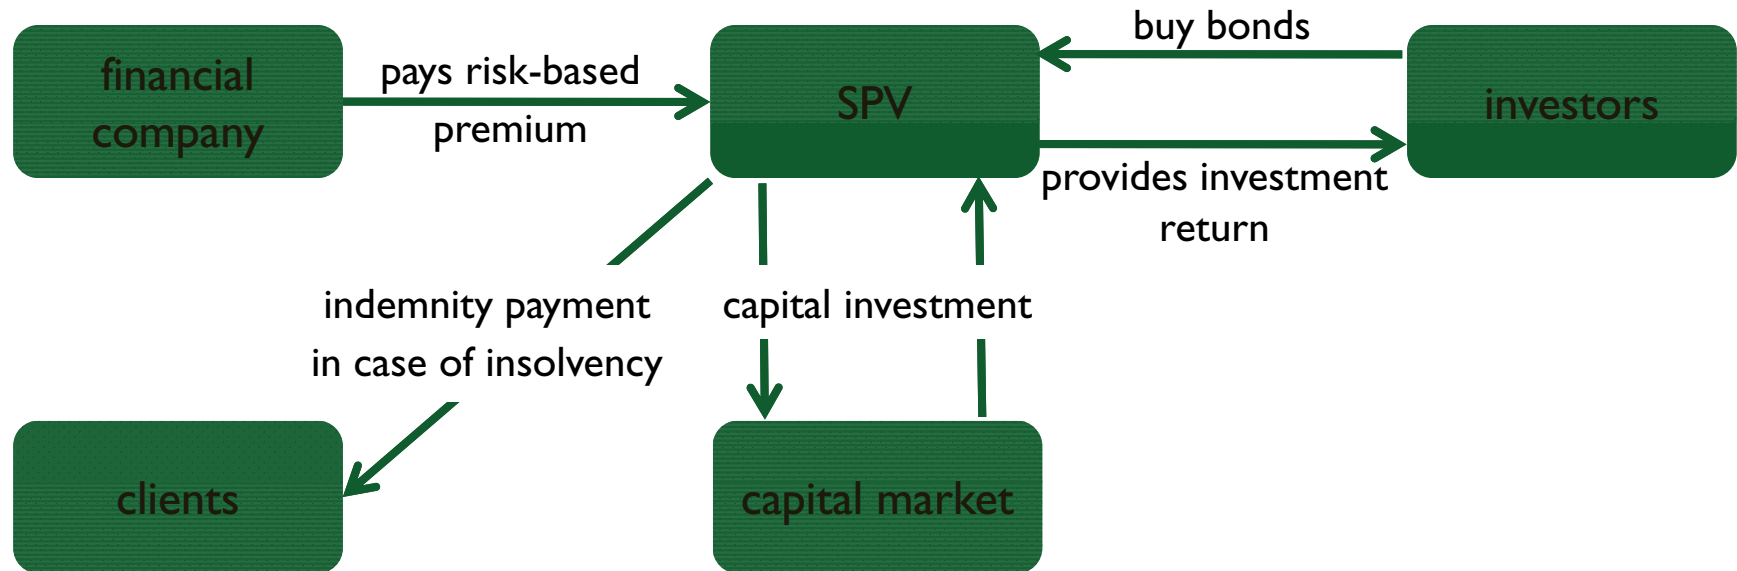 financial
company
pays risk-based
premium
SPV
buy bonds
investors
provides investment
return
indemnity payment
in case of insolvency
capital investment
clients
capital market